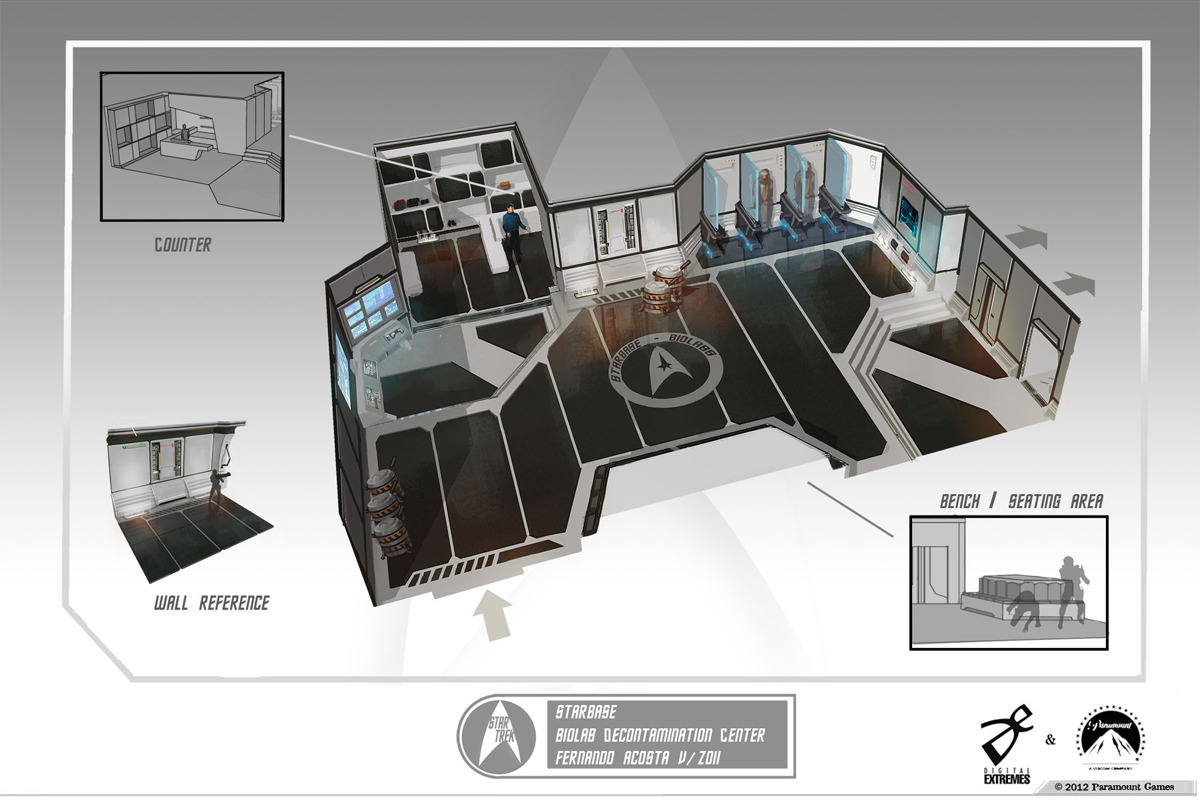 COUNTER
STARBASE - BIOLABS
WALL REFERENCE
BENCH / SEATING AREA
STAR
TREK
STARBASE
BIOLAB DECONTAMINATION CENTER
FERNANDO ACOSTA V/2011
DIGITAL
EXTREMES
&
Paramount
A VIACOM COMPANY
© 2012 Paramount Games